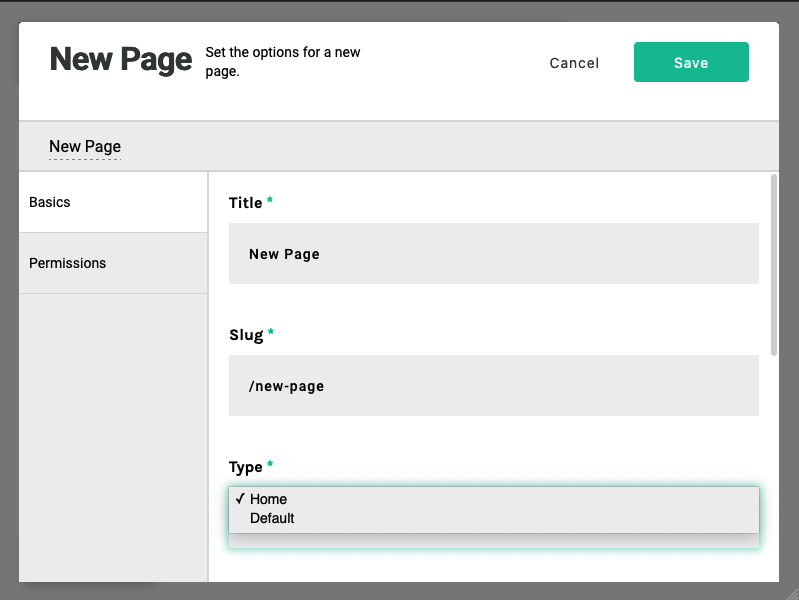 New Page
Set the options for a new
page.
Cancel
Save
New Page
Basics
Permissions
Title *
New Page
Slug *
/new-page
Type *
✓ Home
Default